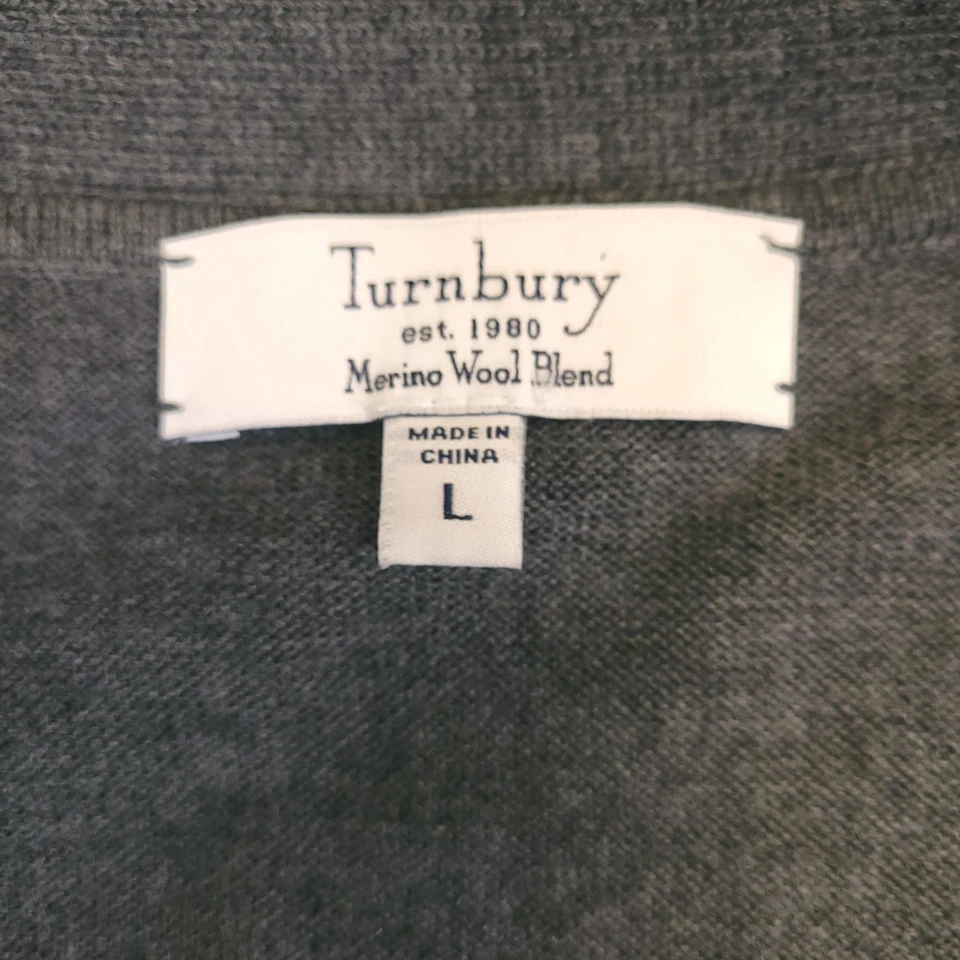 Turnbury
est. 1980
Merino Wool Blend
MADE IN
CHINA
L